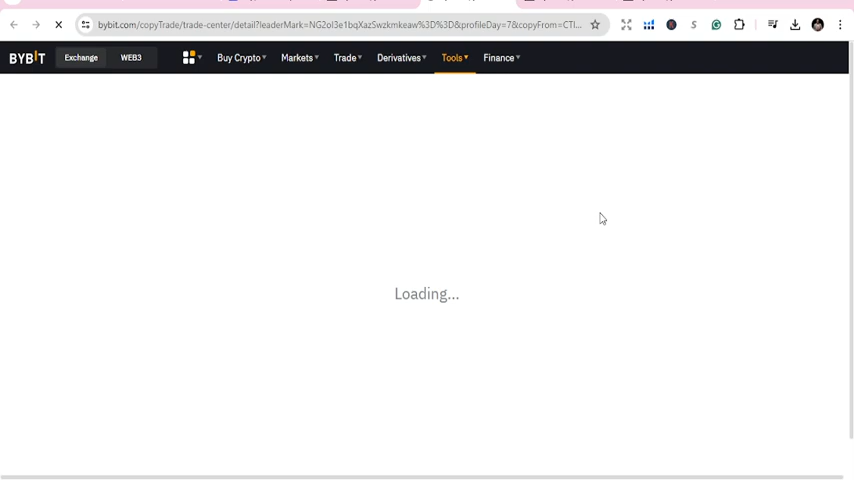 bybit.com/copyTrade/trade-center/detail?leaderMark=NG2ol3e1bqXazSwzkmkeaw%3D%3D&profileDay=7&copyFrom=CTI...
BYBIT Exchange WEB3 Buy Crypto Markets Trade Derivatives Tools Finance
Loading...